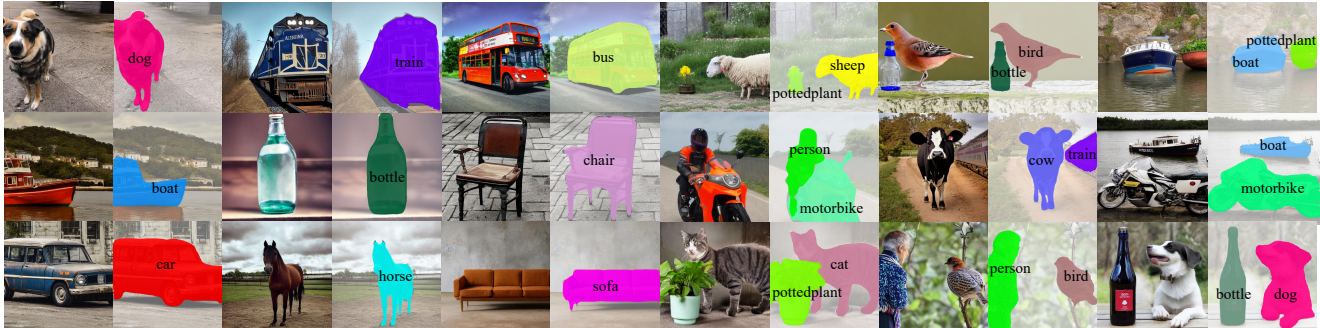 dog
train
bus
sheep
pottedplant
bird
bottle
pottedplant
boat
boat
bottle
chair
person
motorbike
cow
train
boat
motorbike
car
horse
sofa
cat
pottedplant
person
bird
bottle
dog